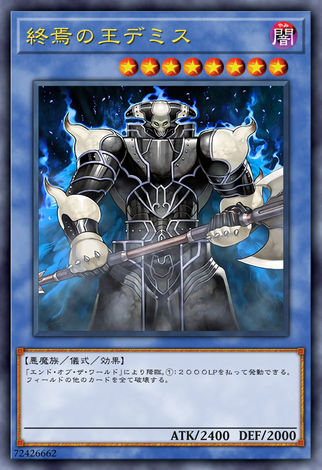 終焉の王デミス
闇
やみ
【悪魔族／儀式／効果】
「エンド・オブ・ザ・ワールド」により降臨。①：２０００LPを払って発動できる。
フィールドの他のカードを全て破壊する。
ATK/2400 DEF/2000
72426662